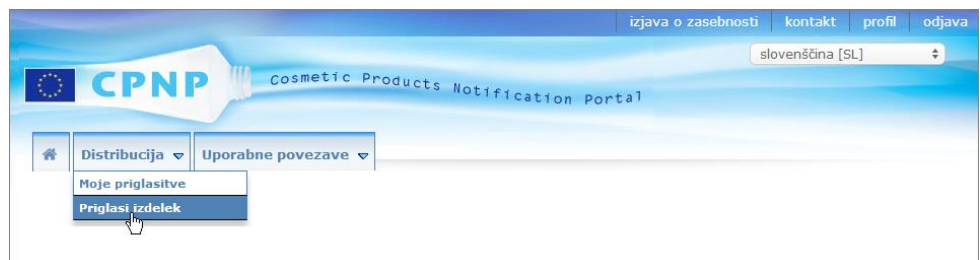 izjava o zasebnosti kontakt profil odjava
slovenščina [SL]
CPNP Cosmetic Products Notification Portal
Distribucija Uporabne povezave
Moje priglasitve
Priglasi izdelek